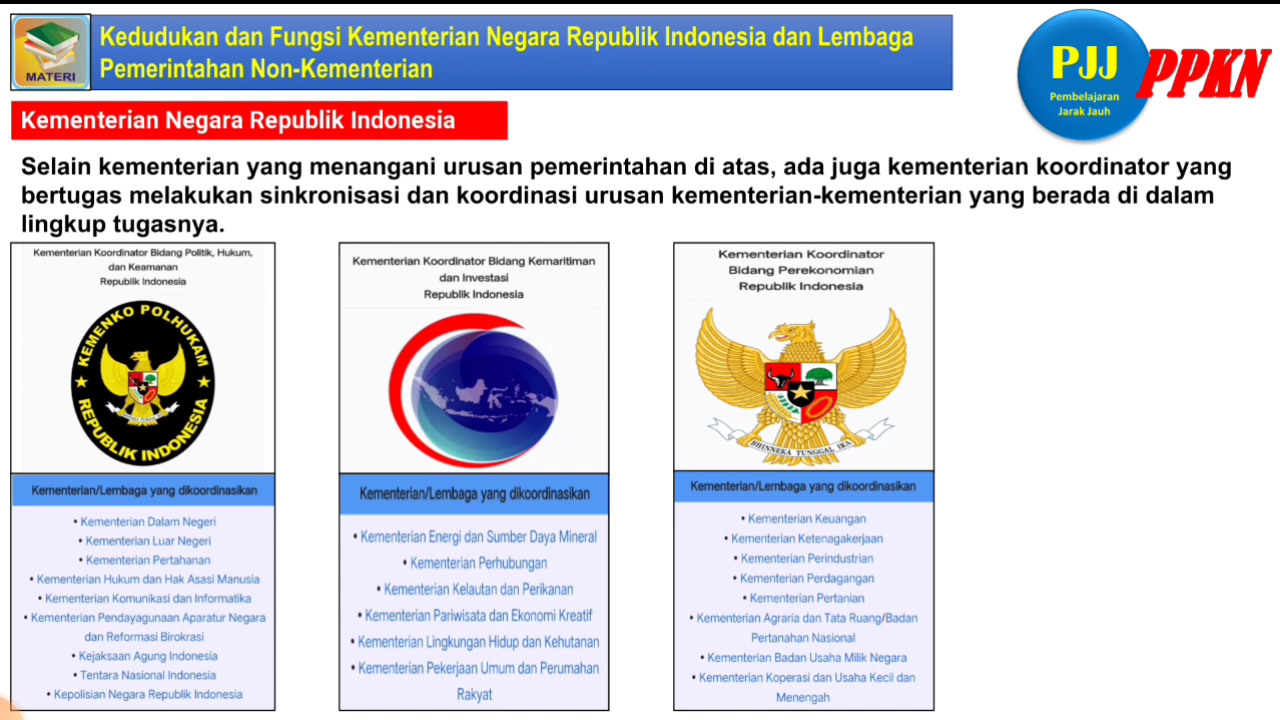 MATERI
Kedudukan dan Fungsi Kementerian Negara Republik Indonesia dan Lembaga
Pemerintahan Non-Kementerian
PJJ
Pembelajaran
Jarak Jauh
PPKN
Kementerian Negara Republik Indonesia
Selain kementerian yang menangani urusan pemerintahan di atas, ada juga kementerian koordinator yang
bertugas melakukan sinkronisasi dan koordinasi urusan kementerian-kementerian yang berada di dalam
lingkup tugasnya.
Kementerian Koordinator Bidang Politik, Hukum,
dan Keamanan
Republik Indonesia
KEMENKO POLHUKAM
REPUBLIK INDONESIA
Kementerian/Lembaga yang dikoordinasikan
• Kementerian Dalam Negeri
• Kementerian Luar Negeri
• Kementerian Pertahanan
• Kementerian Hukum dan Hak Asasi Manusia
• Kementerian Komunikasi dan Informatika
• Kementerian Pendayagunaan Aparatur Negara
dan Reformasi Birokrasi
• Kejaksaan Agung Indonesia
• Tentara Nasional Indonesia
• Kepolisian Negara Republik Indonesia
Kementerian Koordinator Bidang Kemaritiman
dan Investasi
Republik Indonesia
Kementerian/Lembaga yang dikoordinasikan
• Kementerian Energi dan Sumber Daya Mineral
• Kementerian Perhubungan
• Kementerian Kelautan dan Perikanan
• Kementerian Pariwisata dan Ekonomi Kreatif
• Kementerian Lingkungan Hidup dan Kehutanan
• Kementerian Pekerjaan Umum dan Perumahan
Rakyat
Kementerian Koordinator
Bidang Perekonomian
Republik Indonesia
BHINNEKA TUNGGAL IKA
Kementerian/Lembaga yang dikoordinasikan
• Kementerian Keuangan
• Kementerian Ketenagakerjaan
• Kementerian Perindustrian
• Kementerian Perdagangan
• Kementerian Pertanian
• Kementerian Agraria dan Tata Ruang/Badan
Pertanahan Nasional
• Kementerian Badan Usaha Milik Negara
• Kementerian Koperasi dan Usaha Kecil dan
Menengah